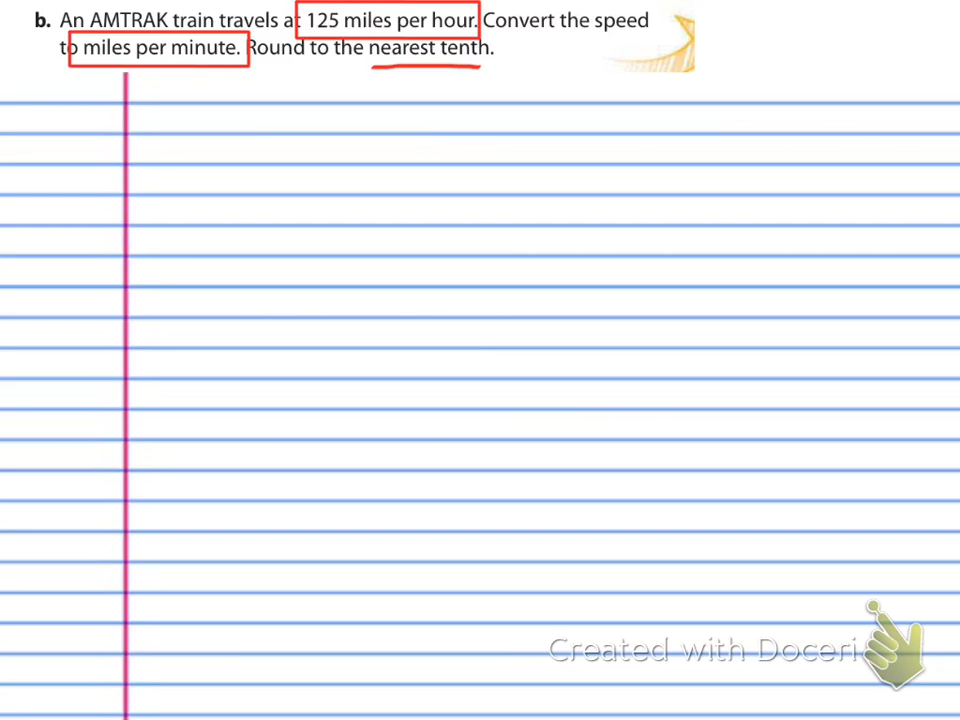 b. An AMTRAK train travels at 125 miles per hour. Convert the speed
to miles per minute. Round to the nearest tenth.
Created with Doceri